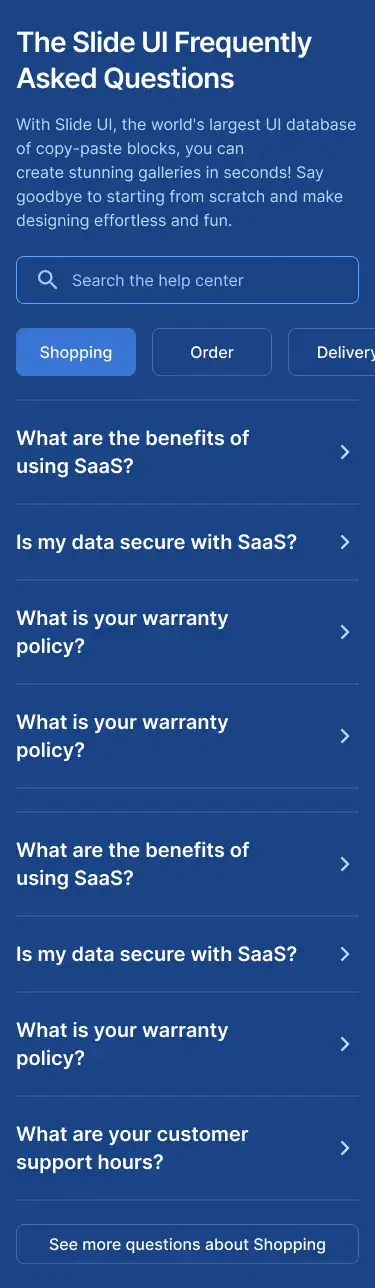 The Slide UI Frequently
Asked Questions
With Slide UI, the world's largest UI database
of copy-paste blocks, you can
create stunning galleries in seconds! Say
goodbye to starting from scratch and make
designing effortless and fun.
Search the help center
Shopping
Order
Delivery
What are the benefits of
using SaaS?
Is my data secure with SaaS?
What is your warranty
policy?
What is your warranty
policy?
What are the benefits of
using SaaS?
Is my data secure with SaaS?
What is your warranty
policy?
What are your customer
support hours?
See more questions about Shopping